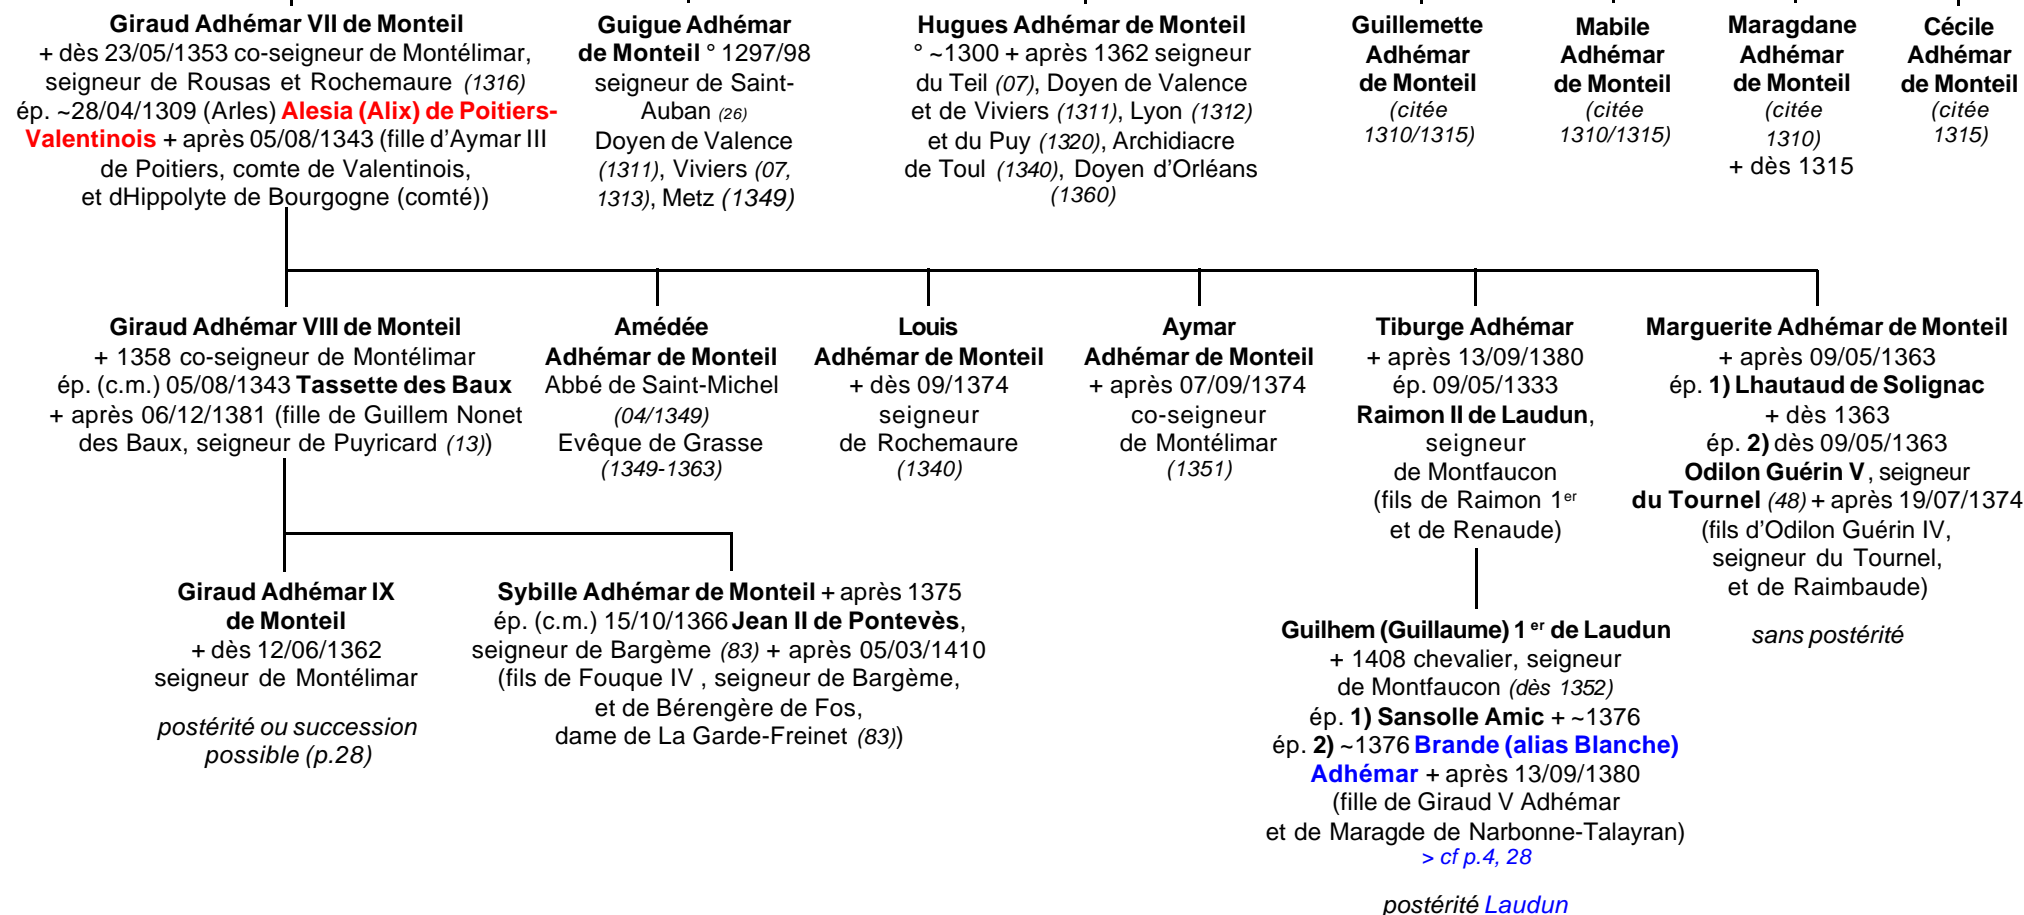 Giraud Adhémar VII de Monteil
+ dès 23/05/1353 co-seigneur de Montélimar,
seigneur de Rousas et Rochemaure (1316)
ép. ~28/04/1309 (Arles) Alesia (Alix) de Poitiers-
Valentinois + après 05/08/1343 (fille d'Aymar III
de Poitiers, comte de Valentinois,
et dHippolyte de Bourgogne (comté))
Guigue Adhémar
de Monteil ° 1297/98
seigneur de Saint-
Auban (26)
Doyen de Valence
(1311), Viviers (07,
1313), Metz (1349)
Hugues Adhémar de Monteil
° ~1300 + après 1362 seigneur
du Teil (07), Doyen de Valence
et de Viviers (1311), Lyon (1312)
et du Puy (1320), Archidiacre
de Toul (1340), Doyen d'Orléans
(1360)
Guillemette
Adhémar
de Monteil
(citée
1310/1315)
Mabile
Adhémar
de Monteil
(citée
1310/1315)
Maragdane
Adhémar
de Monteil
(citée
1310)
+ dès 1315
Cécile
Adhémar
de Monteil
(citée
1315)
Giraud Adhémar VIII de Monteil
+ 1358 co-seigneur de Montélimar
ép. (c.m.) 05/08/1343 Tassette des Baux
+ après 06/12/1381 (fille de Guillem Nonet
des Baux, seigneur de Puyricard (13))
Amédée
Adhémar de Monteil
Abbé de Saint-Michel
(04/1349)
Evêque de Grasse
(1349-1363)
Louis
Adhémar de Monteil
+ dès 09/1374
seigneur
de Rochemaure
(1340)
Aymar
Adhémar de Monteil
+ après 07/09/1374
co-seigneur
de Montélimar
(1351)
Tiburge Adhémar
+ après 13/09/1380
ép. 09/05/1333
Raimon II de Laudun,
seigneur
de Montfaucon
(fils de Raimon 1er
et de Renaude)
Marguerite Adhémar de Monteil
+ après 09/05/1363
ép. 1) Lhautaud de Solignac
+ dès 1363
ép. 2) dès 09/05/1363
Odilon Guérin V, seigneur
du Tournel (48) + après 19/07/1374
(fils d'Odilon Guérin IV,
seigneur du Tournel,
et de Raimbaude)
sans postérité
Giraud Adhémar IX
de Monteil
+ dès 12/06/1362
seigneur de Montélimar
postérité ou succession
possible (p.28)
Sybille Adhémar de Monteil + après 1375
ép. (c.m.) 15/10/1366 Jean II de Pontevès,
seigneur de Bargème (83) + après 05/03/1410
(fils de Fouque IV , seigneur de Bargème,
et de Bérengère de Fos,
dame de La Garde-Freinet (83))
Guilhem (Guillaume) 1er de Laudun
+ 1408 chevalier, seigneur
de Montfaucon (dès 1352)
ép. 1) Sansolle Amic + ~1376
ép. 2) ~1376 Brande (alias Blanche)
Adhémar + après 13/09/1380
(fille de Giraud V Adhémar
et de Maragde de Narbonne-Talayran)
> cf p.4, 28
postérité Laudun